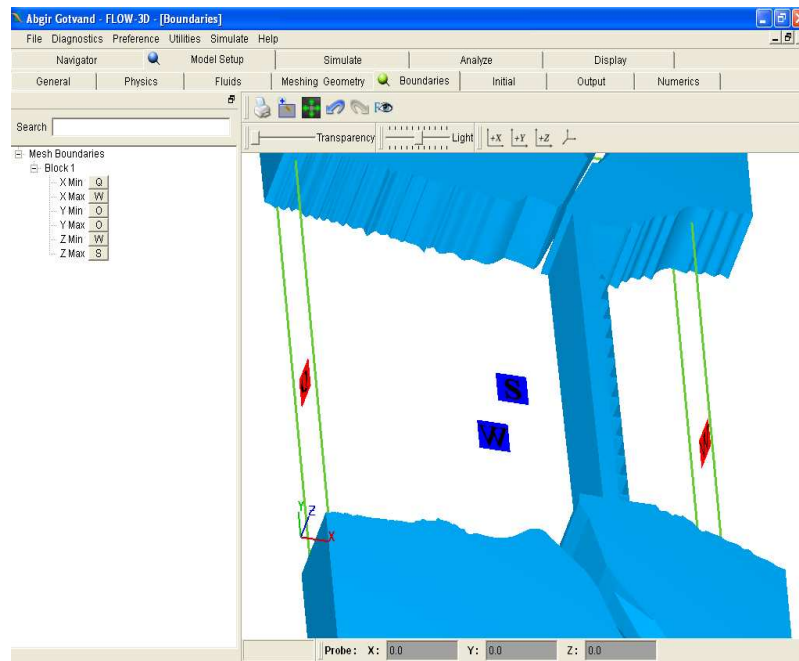 Abgir Gotvand - FLOW-3D - [Boundaries]
File Diagnostics Preference Utilities Simulate Help
Navigator Model Setup Simulate Analyze Display
General Physics Fluids Meshing Geometry Boundaries Initial Output Numerics
Search
Transparency Light +X +Y +Z
Mesh Boundaries
Block 1
X Min Q
X Max W
Y Min O
Y Max O
Z Min W
Z Max S
S
W
Y Z
X
Probe: X: 0.0 Y: 0.0 Z: 0.0